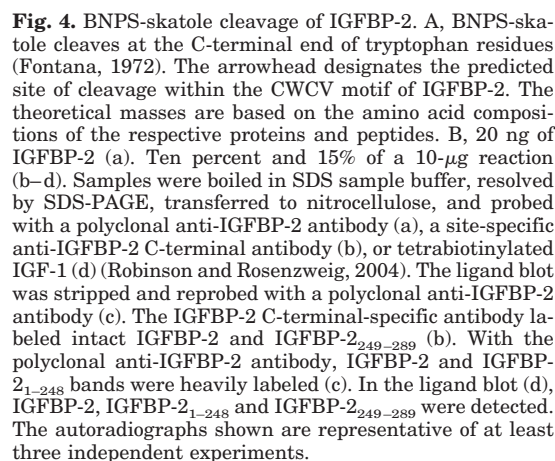 Fig. 4. BNPS-skatole cleavage of IGFBP-2. A, BNPS-ska-
tole cleaves at the C-terminal end of tryptophan residues
(Fontana, 1972). The arrowhead designates the predicted
site of cleavage within the CWCV motif of IGFBP-2. The
theoretical masses are based on the amino acid composi-
tions of the respective proteins and peptides. B, 20 ng of
IGFBP-2 (a). Ten percent and 15% of a 10-μg reaction
(b–d). Samples were boiled in SDS sample buffer, resolved
by SDS-PAGE, transferred to nitrocellulose, and probed
with a polyclonal anti-IGFBP-2 antibody (a), a site-specific
anti-IGFBP-2 C-terminal antibody (b), or tetrabiotinylated
IGF-1 (d) (Robinson and Rosenzweig, 2004). The ligand blot
was stripped and reprobed with a polyclonal anti-IGFBP-2
antibody (c). The IGFBP-2 C-terminal-specific antibody la-
beled intact IGFBP-2 and IGFBP-2₂₄₉₋₂₈₉ (b). With the
polyclonal anti-IGFBP-2 antibody, IGFBP-2 and IGFBP-
2₁₋₂₄₈ bands were heavily labeled (c). In the ligand blot (d),
IGFBP-2, IGFBP-2₁₋₂₄₈ and IGFBP-2₂₄₉₋₂₈₉ were detected.
The autoradiographs shown are representative of at least
three independent experiments.